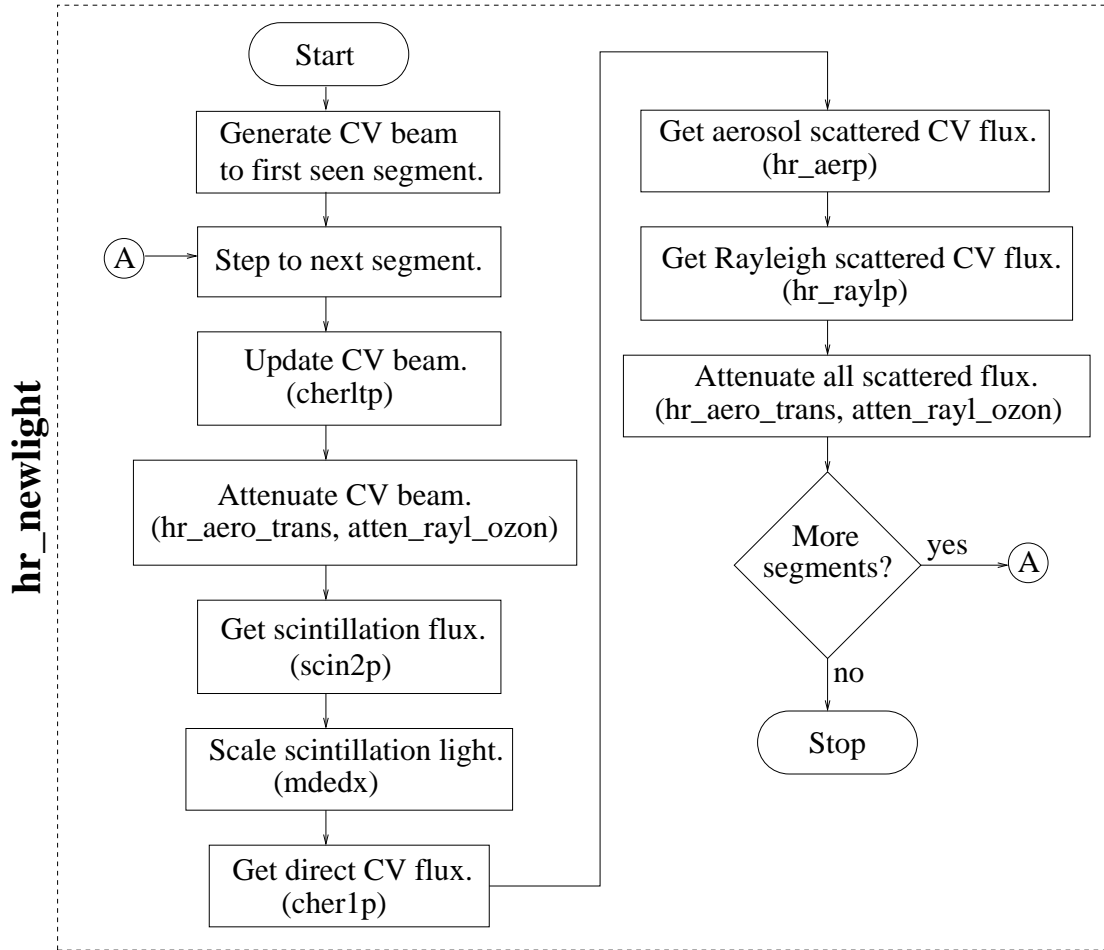 hr_newlight
Start
Generate CV beam
to first seen segment.
A
Step to next segment.
Update CV beam.
(cherltp)
Attenuate CV beam.
(hr_aero_trans, atten_rayl_ozon)
Get scintillation flux.
(scin2p)
Scale scintillation light.
(mdedx)
Get direct CV flux.
(cher1p)
Get aerosol scattered CV flux.
(hr_aerp)
Get Rayleigh scattered CV flux.
(hr_raylp)
Attenuate all scattered flux.
(hr_aero_trans, atten_rayl_ozon)
More
segments?
yes
A
no
Stop